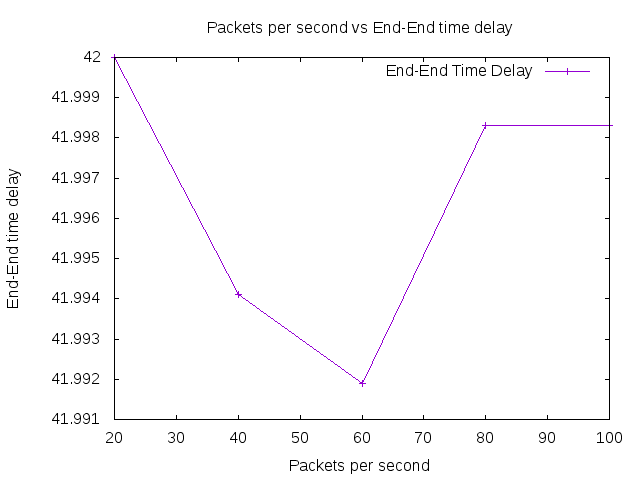 Packets per second vs End-End time delay
End-End Time Delay
42
41.999
41.998
41.997
41.996
41.995
41.994
41.993
41.992
41.991
End-End time delay
20 30 40 50 60 70 80 90 100
Packets per second